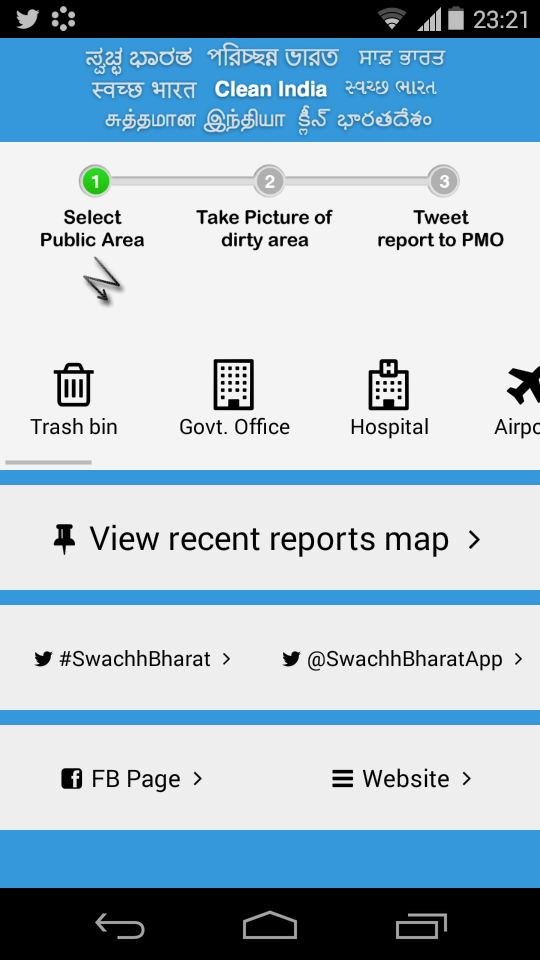 23:21
ಸ್ವಚ್ಛ ಭಾರತ পরিচ্ছন্ন ভারত ਸਾਫ਼ ਭਾਰਤ
स्वच्छ भारत Clean India સ્વચ્છ ભારત
சுத்தமான இந்தியா క్లీన్ భారతదేశం
1 2 3
Select Public Area
Take Picture of dirty area
Tweet report to PMO
Trash bin Govt. Office Hospital Airpo
View recent reports map
#SwachhBharat @SwachhBharatApp
FB Page Website